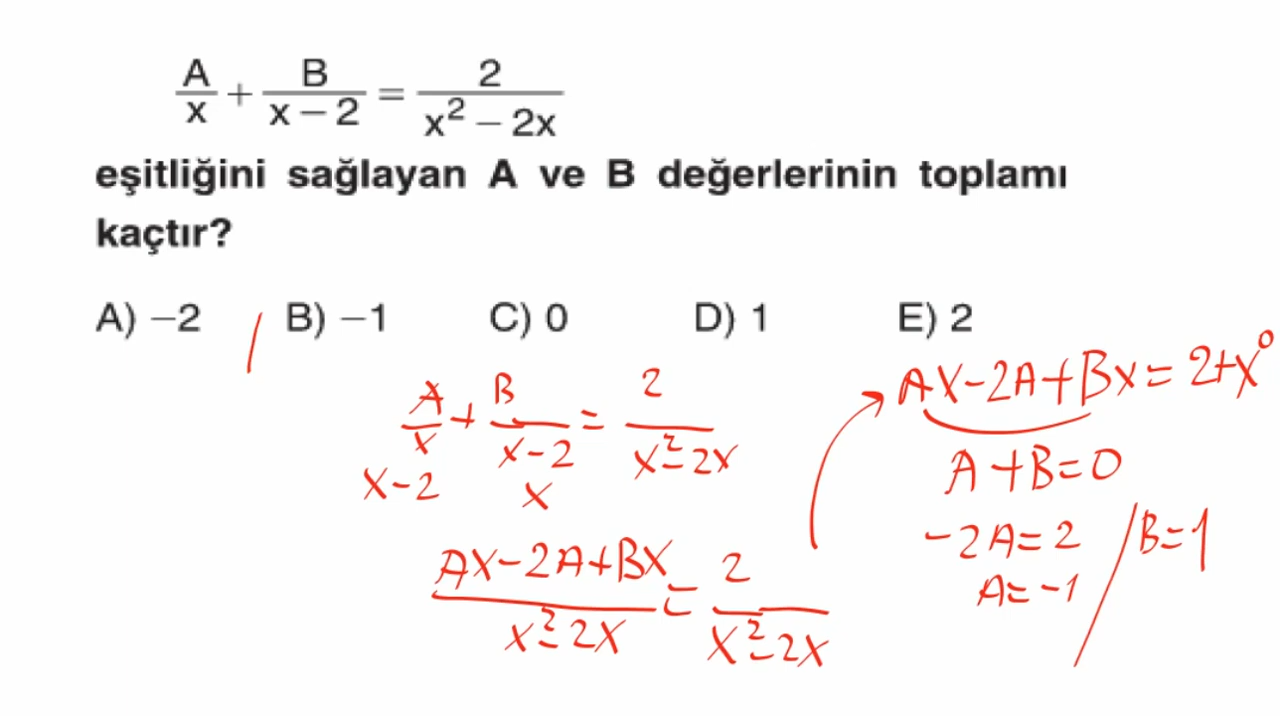 A/x + B/(x – 2) = 2/(x² – 2x)
eşitliğini sağlayan A ve B değerlerinin toplamı
kaçtır?
A) –2 B) –1 C) 0 D) 1 E) 2
A/x + B/(x-2) = 2/(x²-2x)
x-2 x
(Ax-2A+Bx)/(x²-2x) = 2/(x²-2x)
Ax-2A+Bx=2+x⁰
A+B=0
-2A=2 / B=1
A=-1